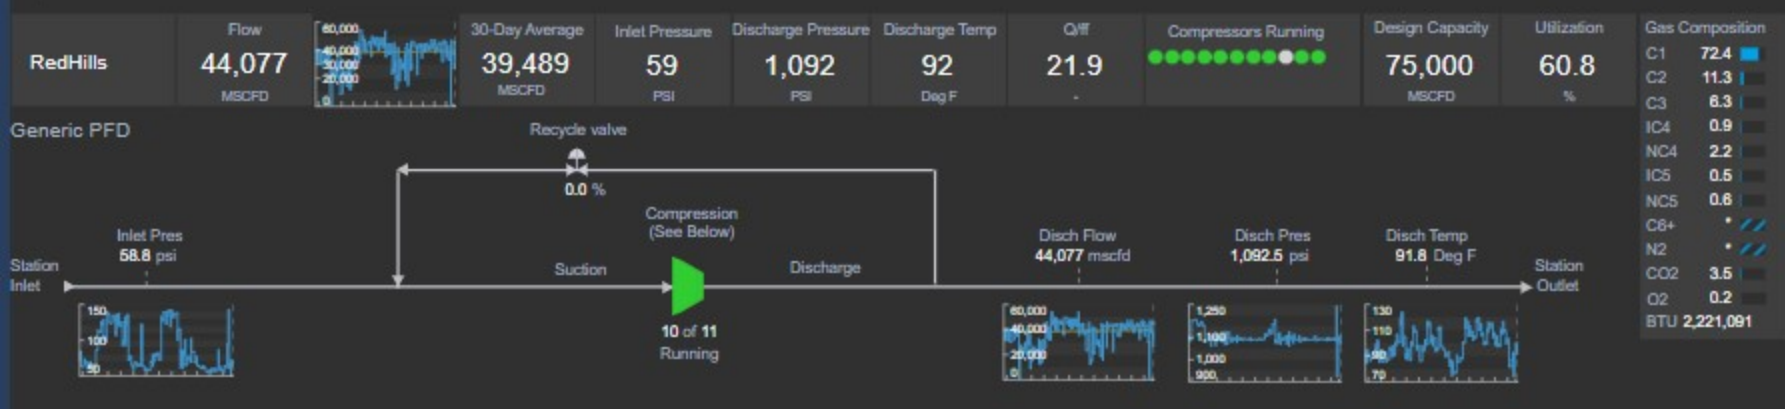 RedHills
Flow
44,077
MSCFD
60,000
40,000
30,000
20,000
0
30-Day Average
39,489
MSCFD
Inlet Pressure
59
PSI
Discharge Pressure
1,092
PSI
Discharge Temp
92
Deg F
Q/ff
21.9
-
Compressors Running
Design Capacity
75,000
MSCFD
Utilization
60.8
%
Gas Composition
C1 72.4
C2 11.3
C3 6.3
IC4 0.9
NC4 2.2
IC5 0.5
NC5 0.6
C6+ *
N2 *
CO2 3.5
O2 0.2
BTU 2,221,091
Generic PFD
Recycle valve
0.0 %
Compression
(See Below)
Inlet Pres
58.8 psi
Station
Inlet
Suction
Discharge
Disch Flow
44,077 mscfd
Disch Pres
1,092.5 psi
Disch Temp
91.8 Deg F
Station
Outlet
10 of 11
Running
150
100
50
60,000
40,000
20,000
0
1,250
1,100
1,000
900
130
110
90
70